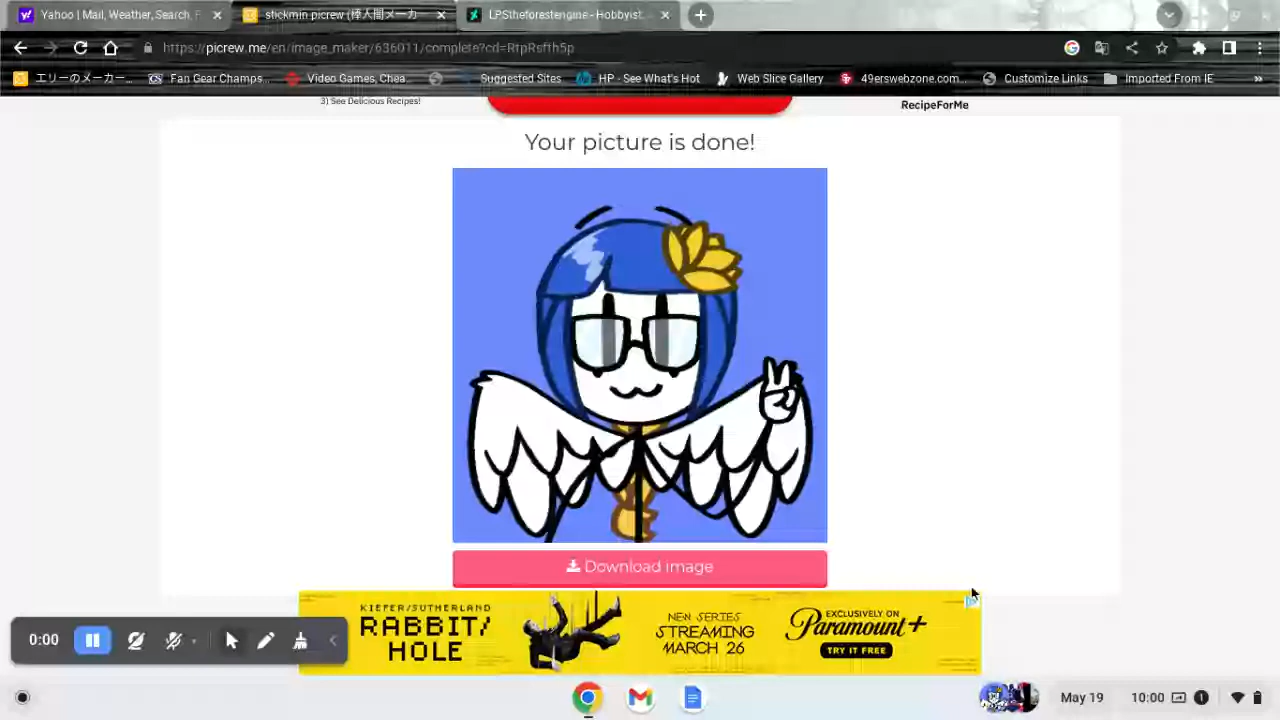 Yahoo | Mail, Weather, Search, F
stickmin picrew (棒人間メーカー
LPStheforestengine - Hobbyist,
https://picrew.me/en/image_maker/636011/complete?cd=RtpRsfth5p
エリーのメーカー...
Fan Gear Champs...
Video Games, Chea...
Suggested Sites
HP - See What's Hot
Web Slice Gallery
49erswebzone.com...
Customize Links
Imported From IE
3) See Delicious Recipes!
RecipeForMe
Your picture is done!
Download image
KIEFER/SUTHERLAND
RABBIT/
HOLE
NEW SERIES
STREAMING
MARCH 26
EXCLUSIVELY ON
Paramount+
TRY IT FREE
0:00
May 19
10:00
1